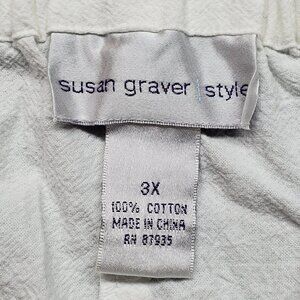 susan graver | style
3X
100% COTTON
MADE IN CHINA
RN 87935